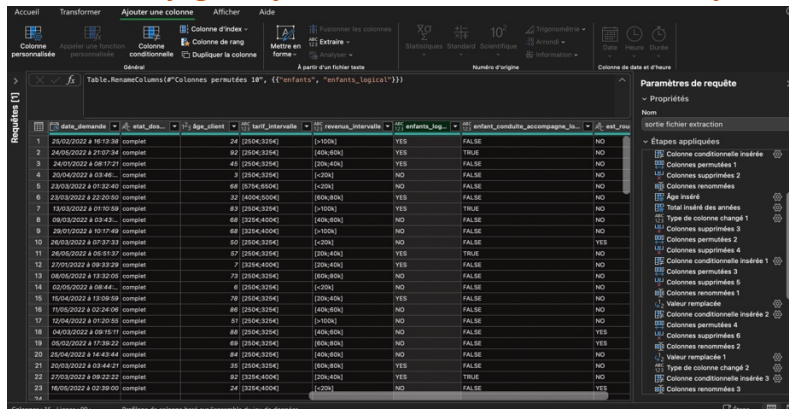 Accueil Transformer Ajouter une colonne Afficher Aide
Colonne personnalisée
Appeler une fonction personnalisée
Colonne conditionnelle
Colonne d'index
Colonne de rang
Dupliquer la colonne
Général
Mettre en forme
Fusionner les colonnes
Extraire
Analyser
À partir d'un fichier texte
Statistiques Standard Scientifique
Trigonométrie
Arrondi
Information
Numéro d'origine
Date Heure Durée
Colonne de date et d'heure
Requêtes [1]
fx Table.RenameColumns(#"Colonnes permutées 10", {{"enfants", "enfants_logical"}})
date_demande etat_dos... âge_client tarif_intervalle revenus_intervalle enfants_log... enfant_conduite_accompagne_lo... est_rou
1 25/02/2022 à 16:13:38 complet 24 [250€;325€] [>100k] YES FALSE NO
2 24/05/2022 à 21:07:34 complet 92 [250€;325€] [40k;60k] YES TRUE NO
3 24/01/2022 à 08:17:21 complet 45 [250€;325€] [20k;40k] YES FALSE NO
4 20/04/2022 à 03:46:... complet 3 [250€;325€] [<20k] NO FALSE NO
5 23/03/2022 à 01:32:40 complet 68 [575€;650€] [<20k] NO FALSE NO
6 23/03/2022 à 22:20:50 complet 32 [400€;500€] [60k;80k] YES FALSE NO
7 13/03/2022 à 01:10:59 complet 83 [250€;325€] [>100k] YES TRUE NO
8 09/03/2022 à 03:43:... complet 68 [325€;400€] [40k;60k] NO FALSE NO
9 29/01/2022 à 10:17:49 complet 68 [325€;400€] [>100k] NO FALSE NO
10 26/03/2022 à 07:37:33 complet 50 [250€;325€] [<20k] NO FALSE YES
11 26/05/2022 à 05:51:37 complet 57 [250€;325€] [20k;40k] YES TRUE NO
12 27/01/2022 à 09:33:29 complet 7 [325€;400€] [20k;40k] YES FALSE NO
13 08/05/2022 à 13:32:05 complet 73 [250€;325€] [60k;80k] NO FALSE NO
14 02/05/2022 à 08:44:... complet 6 [250€;325€] [<20k] NO FALSE NO
15 15/04/2022 à 13:09:59 complet 78 [250€;325€] [20k;40k] YES FALSE NO
16 11/05/2022 à 02:24:06 complet 86 [250€;325€] [40k;60k] NO FALSE NO
17 12/04/2022 à 01:20:55 complet 51 [250€;325€] [>100k] NO FALSE NO
18 04/03/2022 à 09:15:11 complet 88 [250€;325€] [40k;60k] NO FALSE YES
19 05/02/2022 à 17:39:22 complet 69 [250€;325€] [60k;80k] NO FALSE YES
20 25/04/2022 à 14:43:44 complet 84 [250€;325€] [40k;60k] NO FALSE NO
21 20/03/2022 à 03:44:21 complet 35 [250€;325€] [60k;80k] YES FALSE NO
22 27/03/2022 à 09:22:22 complet 92 [325€;400€] [20k;40k] YES TRUE NO
23 16/05/2022 à 02:39:00 complet 24 [325€;400€] [<20k] NO FALSE YES
24
Paramètres de requête
Propriétés
Nom
sortie fichier extraction
Étapes appliquées
Colonne conditionnelle insérée
Colonnes permutées 1
Colonnes supprimées 2
Colonnes renommées
Âge inséré
Total inséré des années
Type de colonne changé 1
Colonnes supprimées 3
Colonnes permutées 2
Colonnes supprimées 4
Colonne conditionnelle insérée 1
Colonnes permutées 3
Colonnes supprimées 5
Colonnes renommées 1
Valeur remplacée
Colonne conditionnelle insérée 2
Colonnes permutées 4
Colonnes supprimées 6
Colonnes renommées 2
Valeur remplacée 1
Type de colonne changé 2
Colonne conditionnelle insérée 3
Colonnes renommées 3